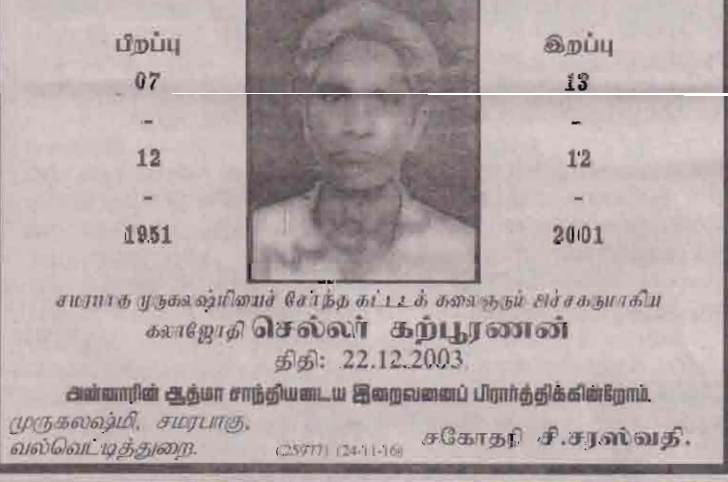 பிறப்பு
07
-
12
-
1951
இறப்பு
13
-
12
-
2001
சமரபாகு முருகலஷ்மியைச் சேர்ந்த கட்டடக் கலைஞரும் அச்சகருமாகிய
கலாஜோதி செல்லர் கற்பூரணன்
திதி: 22.12.2003
அன்னாரின் ஆத்மா சாந்தியடைய இறைவனைப் பிரார்த்திக்கின்றோம்.
முருகலஷ்மி, சமரபாகு,
வல்வெட்டித்துறை.
(25977) (24-11-16)
சகோதரி சி.சரஸ்வதி.